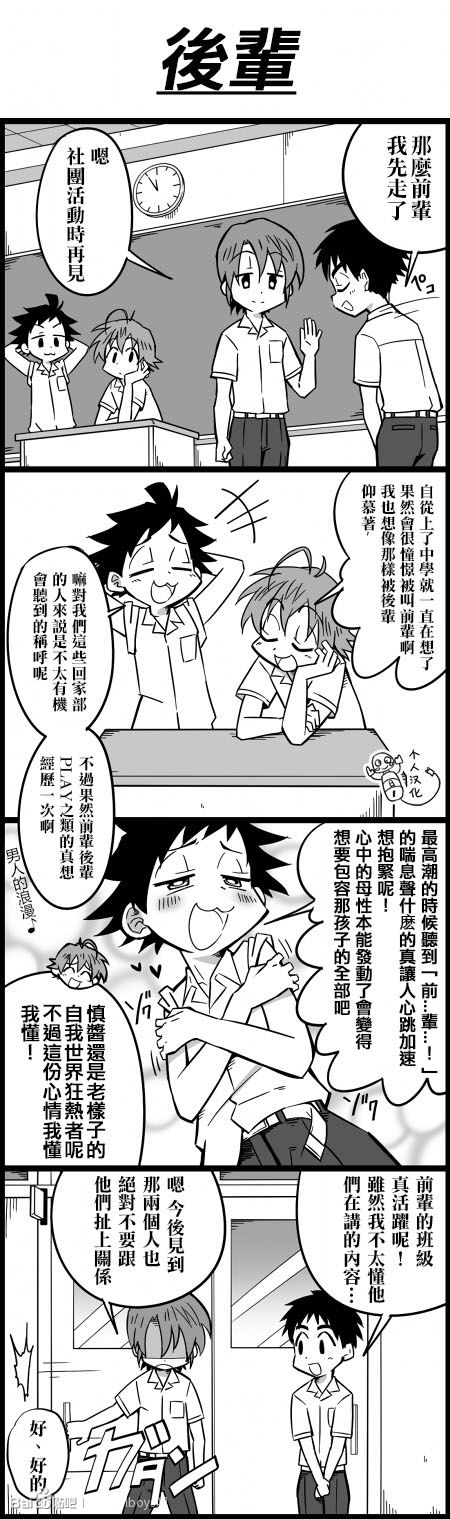 後輩
那麼前輩
我先走了
ペコ
嗯
社團活動時再見
自從上了中學就一直在想了
果然會很憧憬被叫前輩啊
我也想像那樣被後輩
仰慕著，
嘛對我們這些回家部
的人來說是不太有機
會聽到的稱呼呢
个人汉化
不過果然前輩後輩
PLAY之類的真想
經歷一次啊
男人的浪漫♪
最高潮的時候聽到「前…輩…！」
的喘息聲什麽的真讓人心跳加速
想抱緊呢！
心中的母性本能發動了會變得
想要包容那孩子的全部吧
ゾクゾク
慎醬還是老樣子的
自我世界狂熱者呢
不過這份心情我懂
我懂！
前輩的班級
真活躍呢！
雖然我不太懂他
們在講的內容…
嗯 今後見到
那兩個人也
絕對不要跟
他們扯上關係
ガタン
好、好的
贴吧